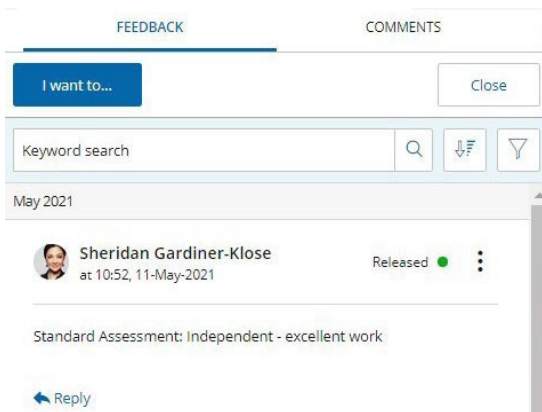 FEEDBACK COMMENTS
I want to... Close
Keyword search
May 2021
Sheridan Gardiner-Klose
at 10:52, 11-May-2021
Released
Standard Assessment: Independent - excellent work
Reply